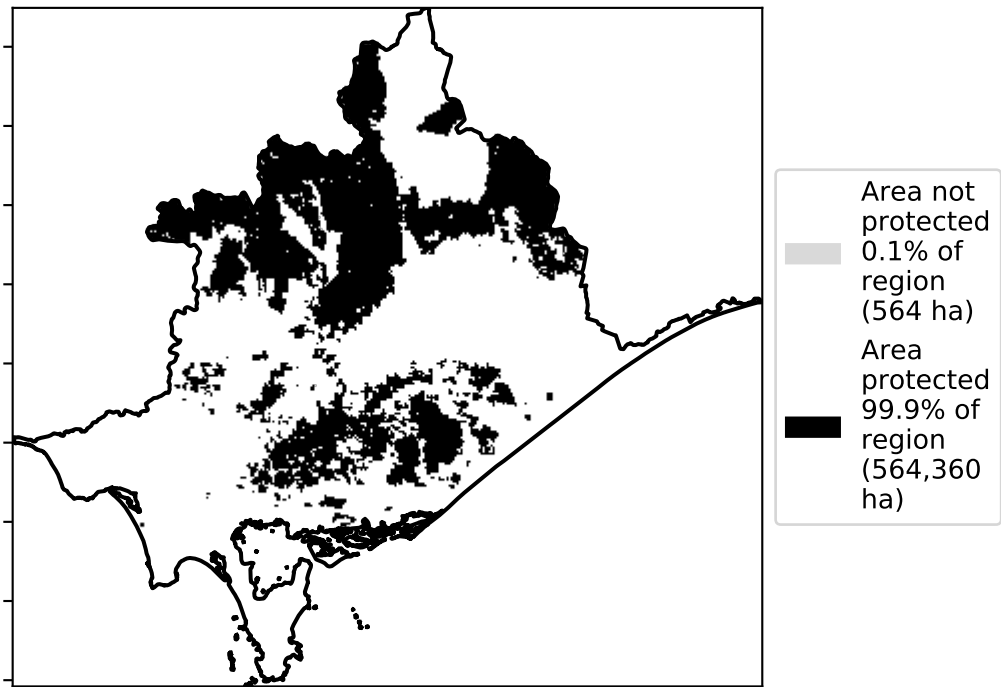 Area not
protected
0.1% of
region
(564 ha)
Area
protected
99.9% of
region
(564,360
ha)